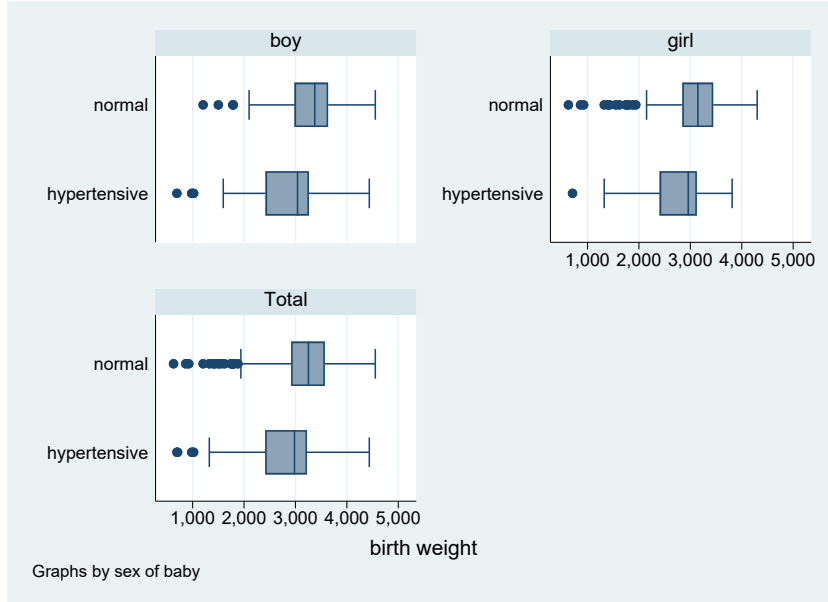 boy
girl
normal
hypertensive
normal
hypertensive
1,000 2,000 3,000 4,000 5,000
Total
normal
hypertensive
1,000 2,000 3,000 4,000 5,000
birth weight
Graphs by sex of baby